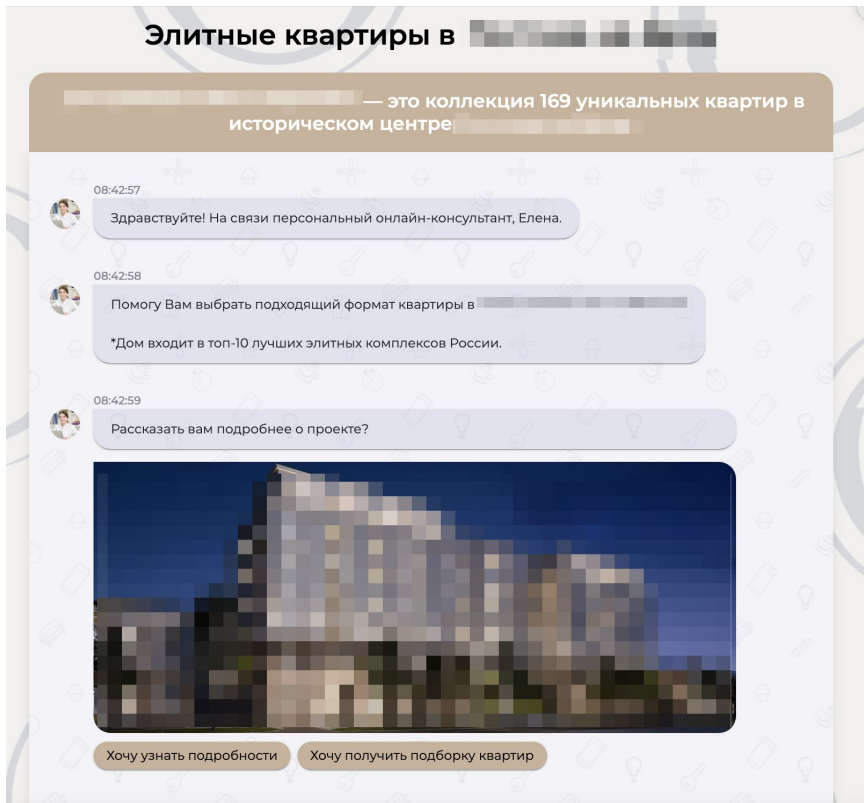 Элитные квартиры в
— это коллекция 169 уникальных квартир в
историческом центре
08:42:57
Здравствуйте! На связи персональный онлайн-консультант, Елена.
08:42:58
Помогу Вам выбрать подходящий формат квартиры в
*Дом входит в топ-10 лучших элитных комплексов России.
08:42:59
Рассказать вам подробнее о проекте?
Хочу узнать подробности
Хочу получить подборку квартир